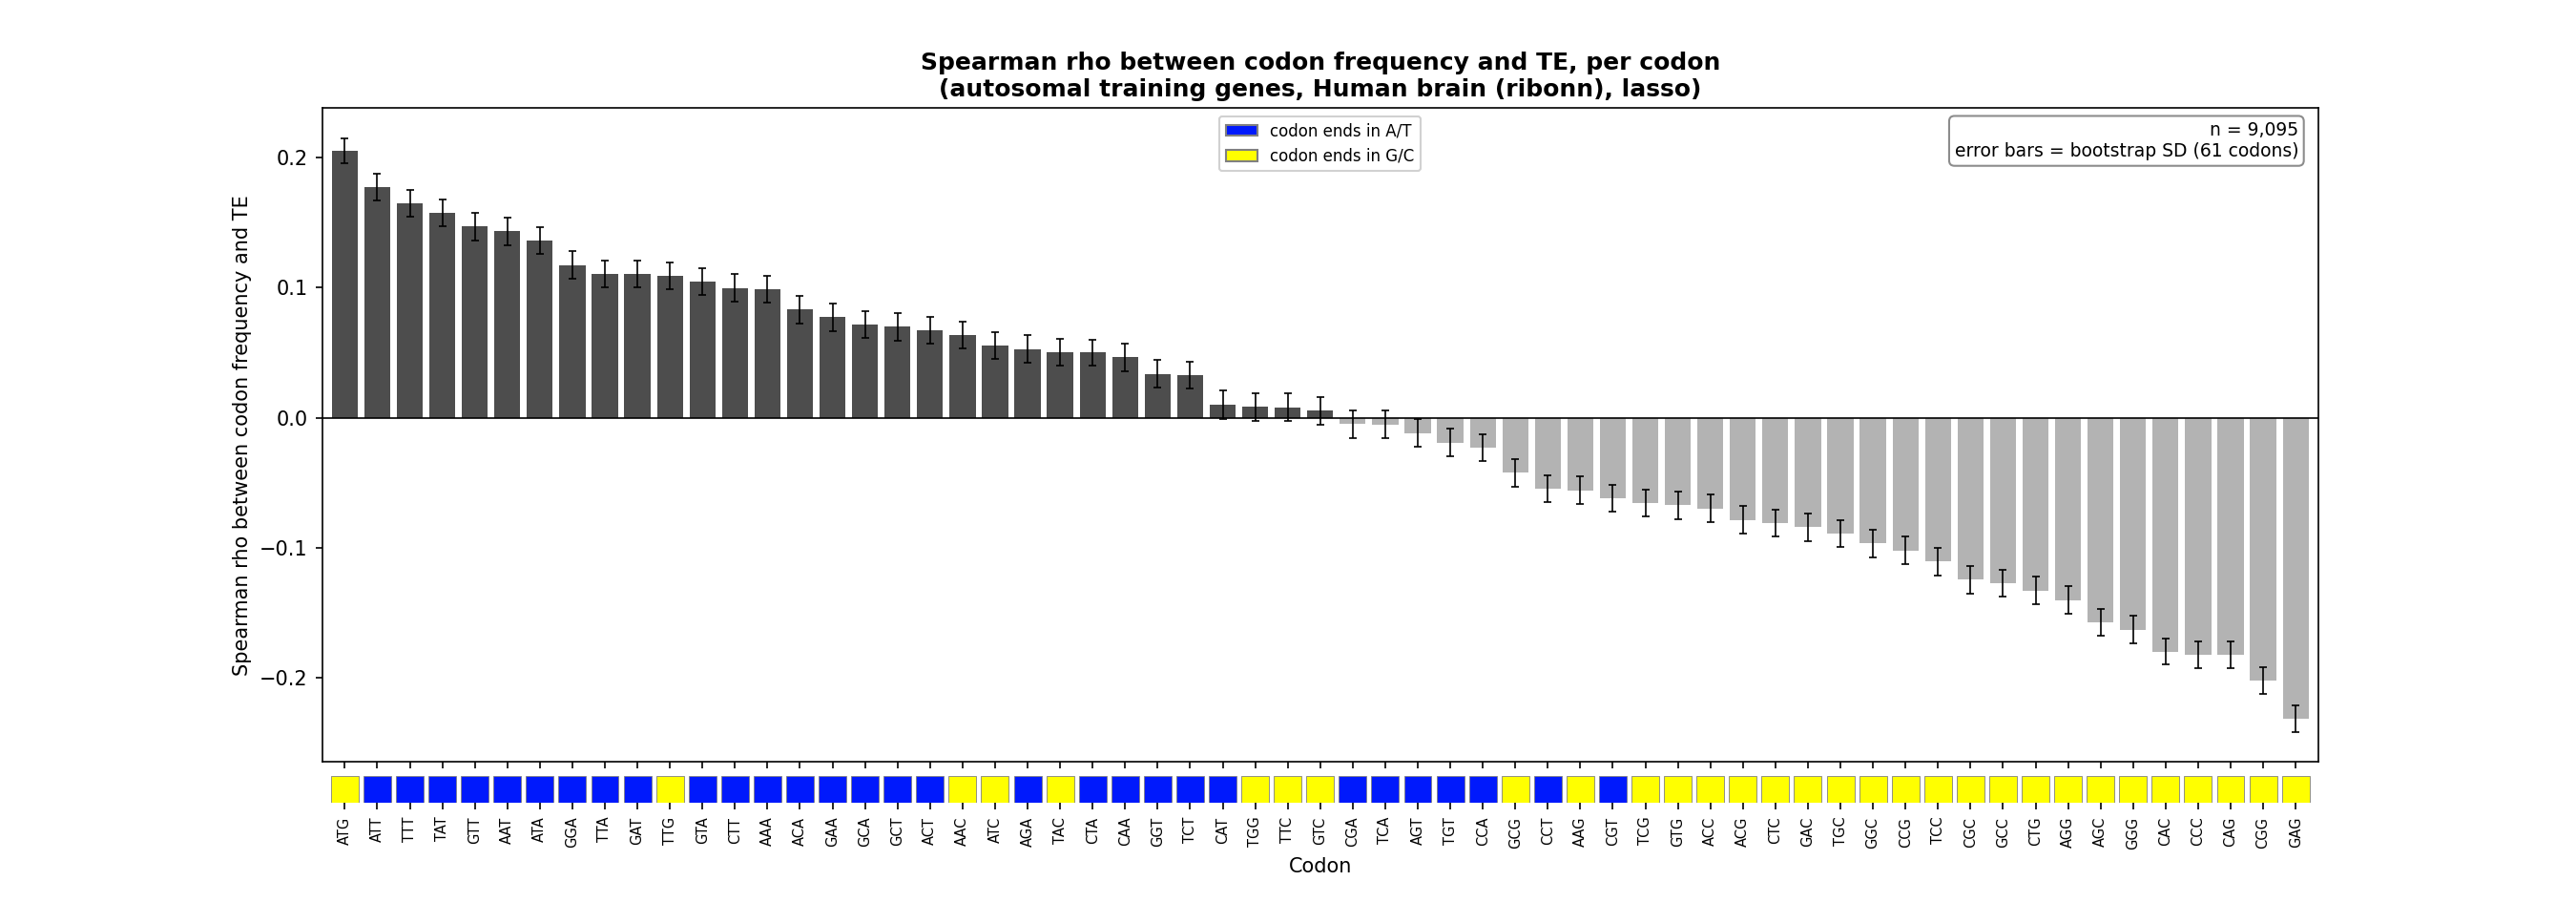 Spearman rho between codon frequency and TE, per codon
(autosomal training genes, Human brain (ribonn), lasso)
codon ends in A/T
codon ends in G/C
n = 9,095
error bars = bootstrap SD (61 codons)
Spearman rho between codon frequency and TE
0.2
0.1
0.0
−0.1
−0.2
ATG ATT TTT TAT GTT AAT ATA GGA TTA GAT TTG GTA CTT AAA ACA GAA GCA GCT ACT AAC ATC AGA TAC CTA CAA GGT TCT CAT TGG TTC GTC CGA TCA AGT TGT CCA GCG CCT AAG CGT TCG GTG ACC ACG CTC GAC TGC GGC CCG TCC CGC GCC CTG AGG AGC GGG CAC CCC CAG CGG GAG
Codon